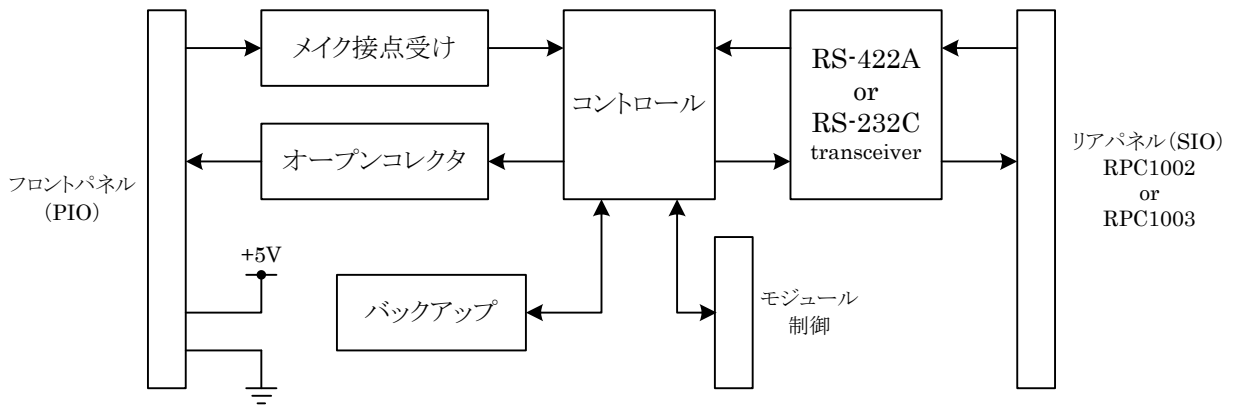 メイク接点受け
オープンコレクタ
コントロール
RS-422A
or
RS-232C
transceiver
フロントパネル
(PIO)
+5V
バックアップ
モジュール
制御
リアパネル(SIO)
RPC1002
or
RPC1003